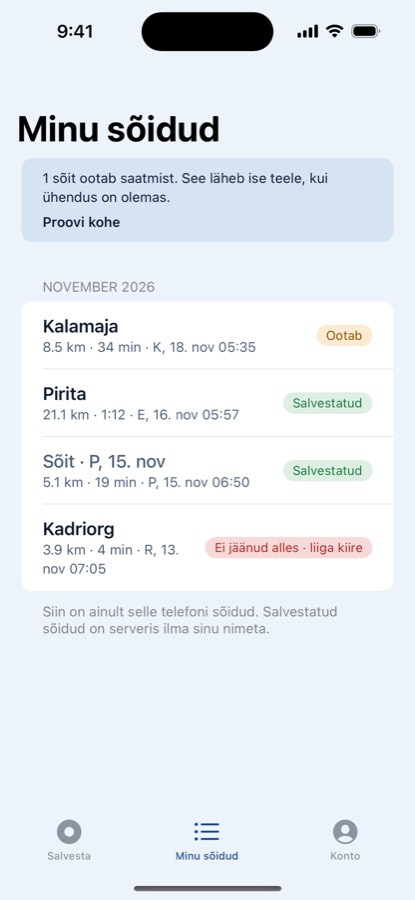 9:41
Minu sõidud
1 sõit ootab saatmist. See läheb ise teele, kui
ühendus on olemas.
Proovi kohe
NOVEMBER 2026
Kalamaja
8.5 km · 34 min · K, 18. nov 05:35
Ootab
Pirita
21.1 km · 1:12 · E, 16. nov 05:57
Salvestatud
Sõit · P, 15. nov
5.1 km · 19 min · P, 15. nov 06:50
Salvestatud
Kadriorg
3.9 km · 4 min · R, 13.
nov 07:05
Ei jäänud alles · liiga kiire
Siin on ainult selle telefoni sõidud. Salvestatud
sõidud on serveris ilma sinu nimeta.
Salvesta
Minu sõidud
Konto